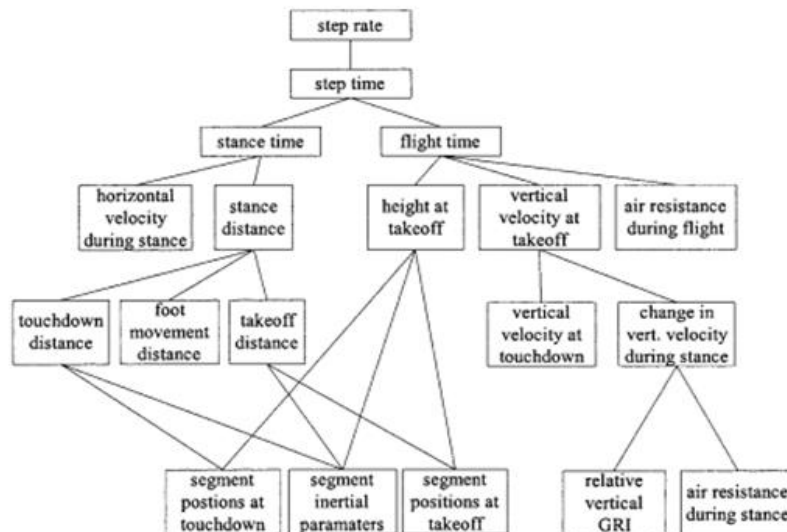 step rate
step time
stance time
flight time
horizontal
velocity
during stance
stance
distance
height at
takeoff
vertical
velocity at
takeoff
air resistance
during flight
touchdown
distance
foot
movement
distance
takeoff
distance
vertical
velocity at
touchdown
change in
vert. velocity
during stance
segment
postions at
touchdown
segment
inertial
paramaters
segment
positions at
takeoff
relative
vertical
GRI
air resistance
during stance